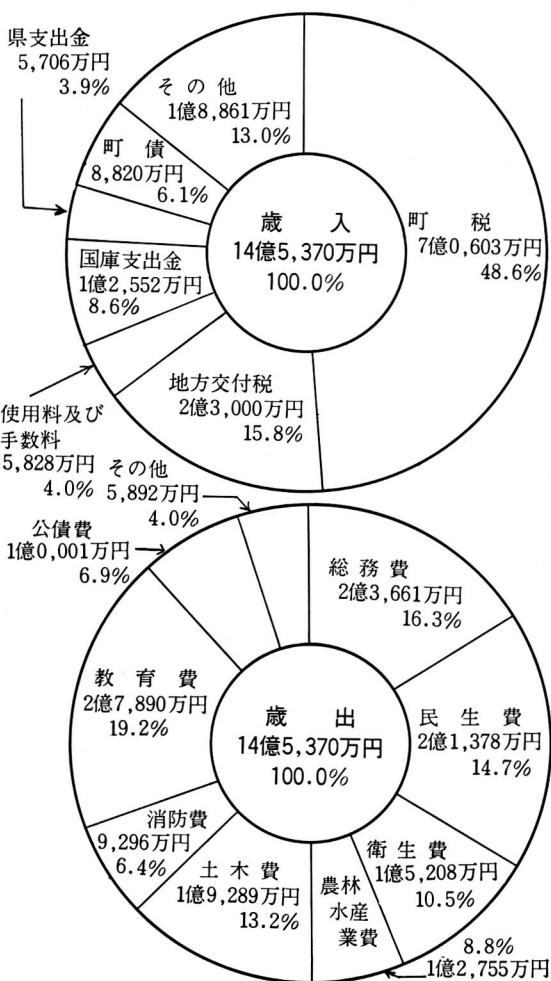 県支出金
5,706万円
3.9%
その他
1億8,861万円
13.0%
町債
8,820万円
6.1%
歳入
14億5,370万円
100.0%
町税
7億0,603万円
48.6%
国庫支出金
1億2,552万円
8.6%
地方交付税
2億3,000万円
15.8%
使用料及び
手数料
5,828万円
4.0%
その他
5,892万円
4.0%
公債費
1億0,001万円
6.9%
総務費
2億3,661万円
16.3%
教育費
2億7,890万円
19.2%
歳出
14億5,370万円
100.0%
民生費
2億1,378万円
14.7%
消防費
9,296万円
6.4%
土木費
1億9,289万円
13.2%
農林
水産
業費
衛生費
1億5,208万円
10.5%
8.8%
1億2,755万円